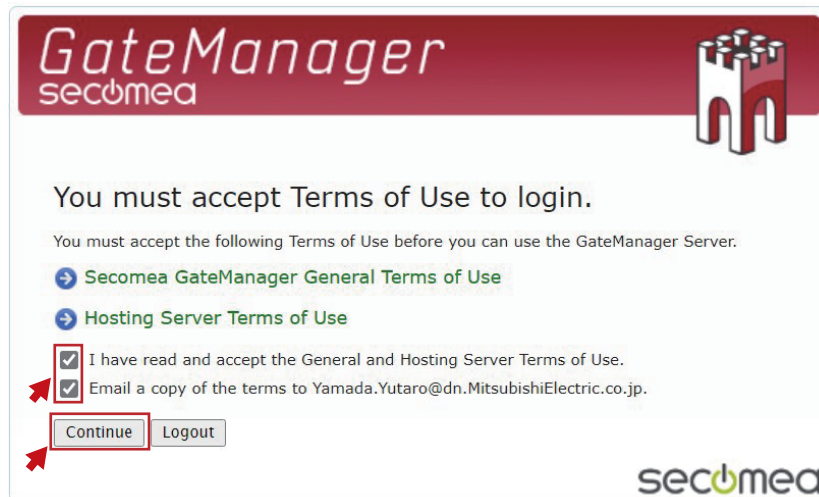 GateManager
secomea
You must accept Terms of Use to login.
You must accept the following Terms of Use before you can use the GateManager Server.
Secomea GateManager General Terms of Use
Hosting Server Terms of Use
I have read and accept the General and Hosting Server Terms of Use.
Email a copy of the terms to Yamada.Yutaro@dn.MitsubishiElectric.co.jp.
Continue Logout
secomea